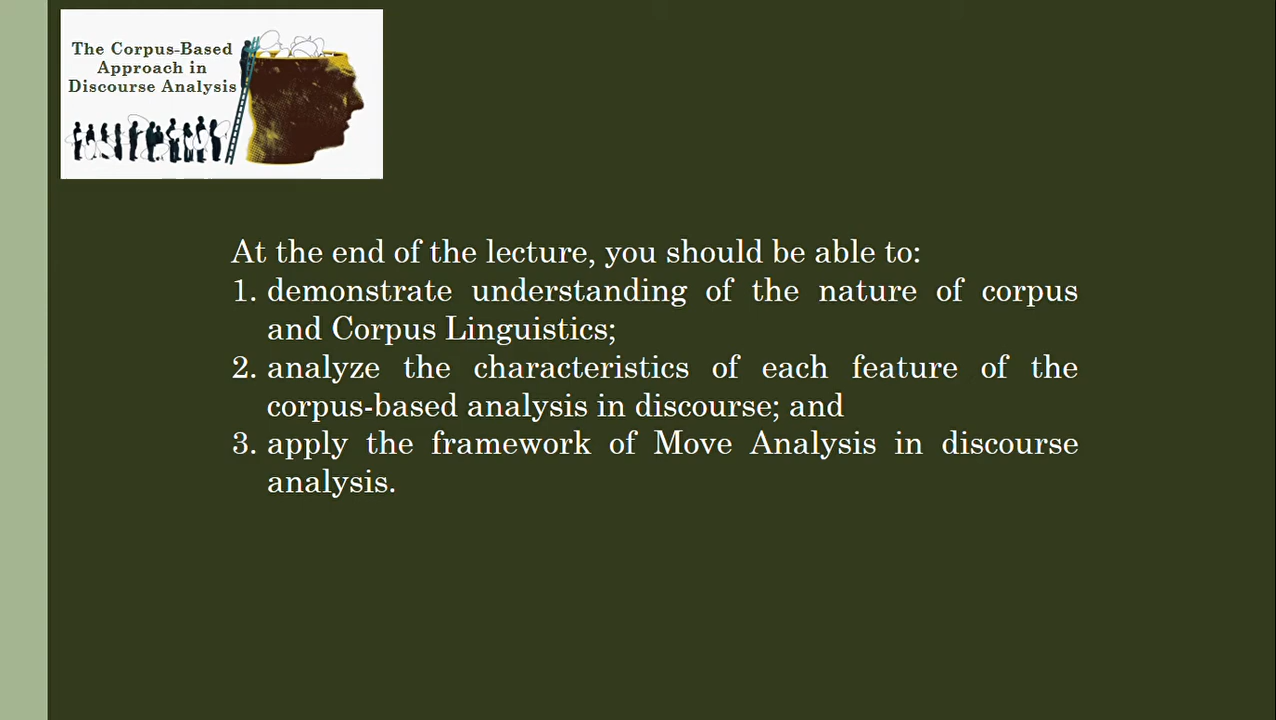 The Corpus-Based
Approach in
Discourse Analysis
At the end of the lecture, you should be able to:
1. demonstrate understanding of the nature of corpus
and Corpus Linguistics;
2. analyze the characteristics of each feature of the
corpus-based analysis in discourse; and
3. apply the framework of Move Analysis in discourse
analysis.